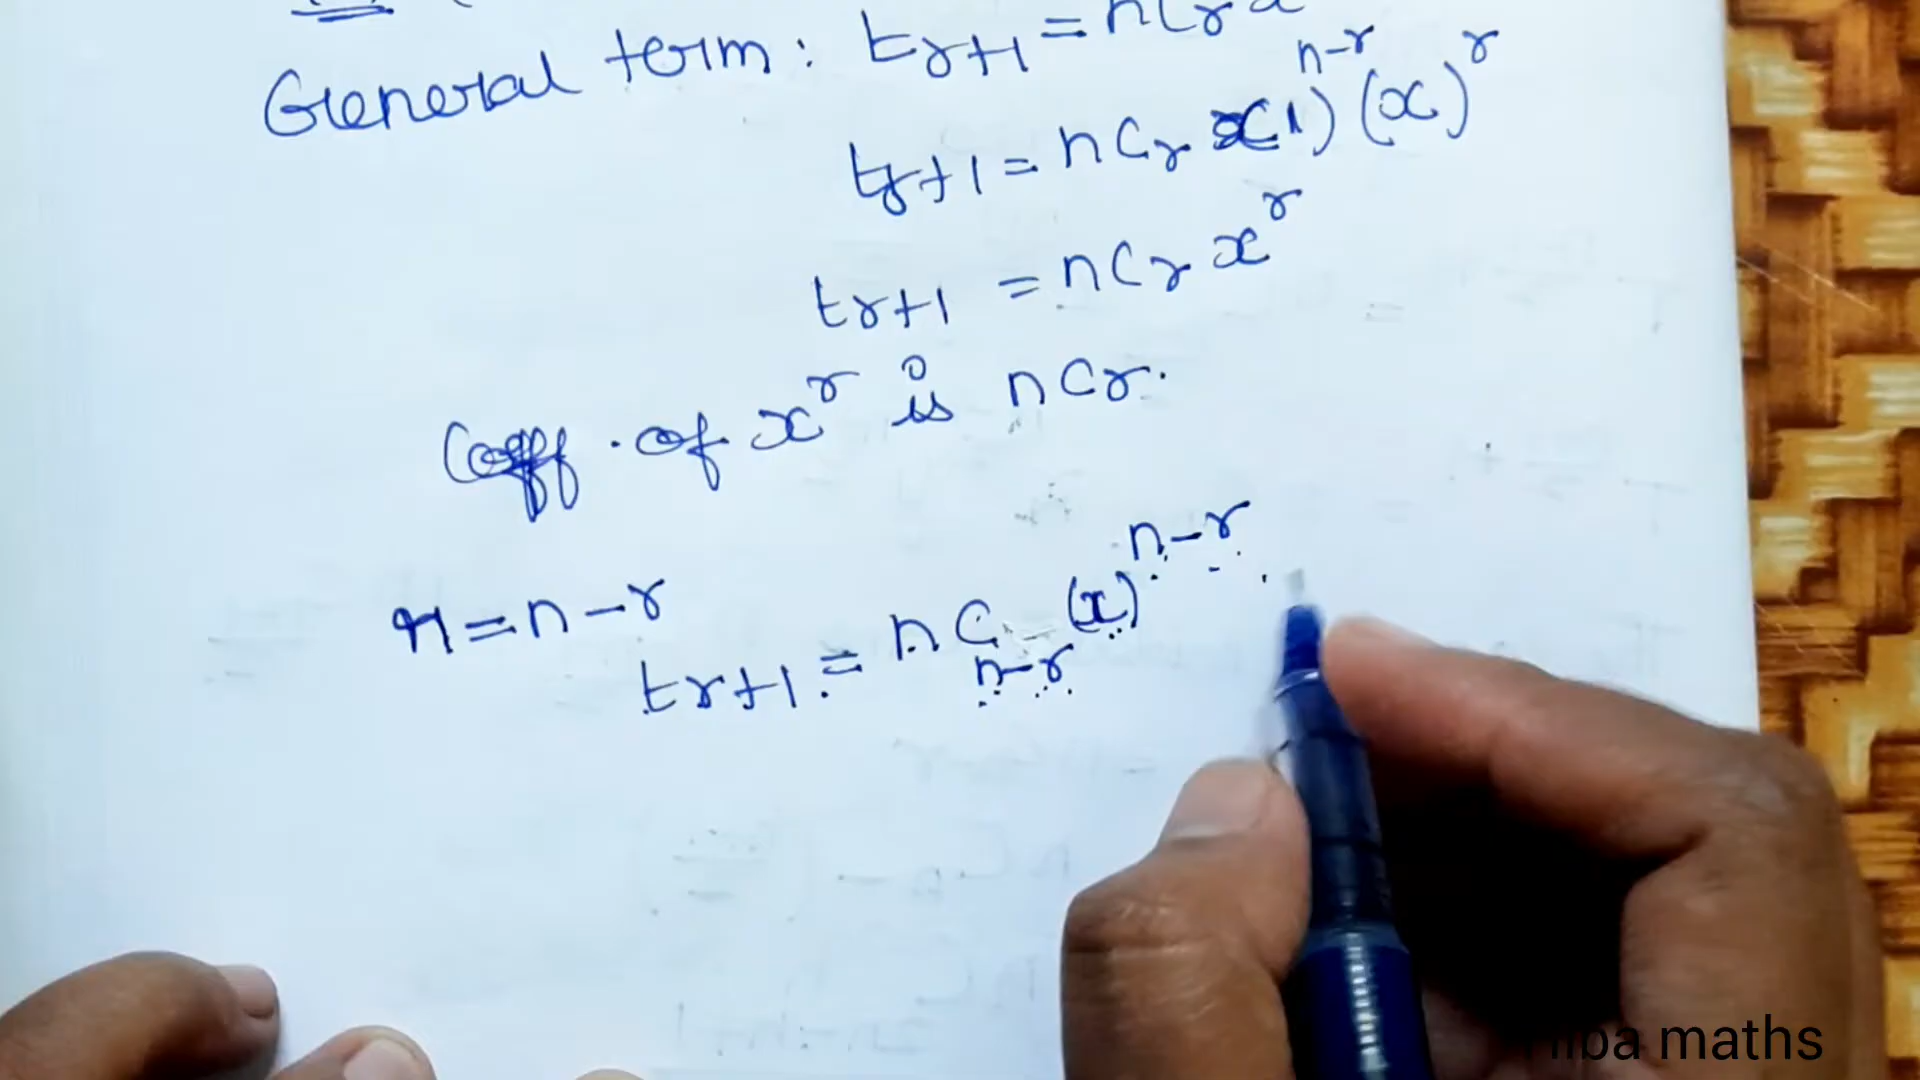 General term : tr+1 = nCr
tr+1 = nCr (1)^n-r (x)^r
tr+1 = nCr x^r
Coeff. of x^r is nCr.
r = n-r
tr+1 = nC n-r (x)^n-r
maths